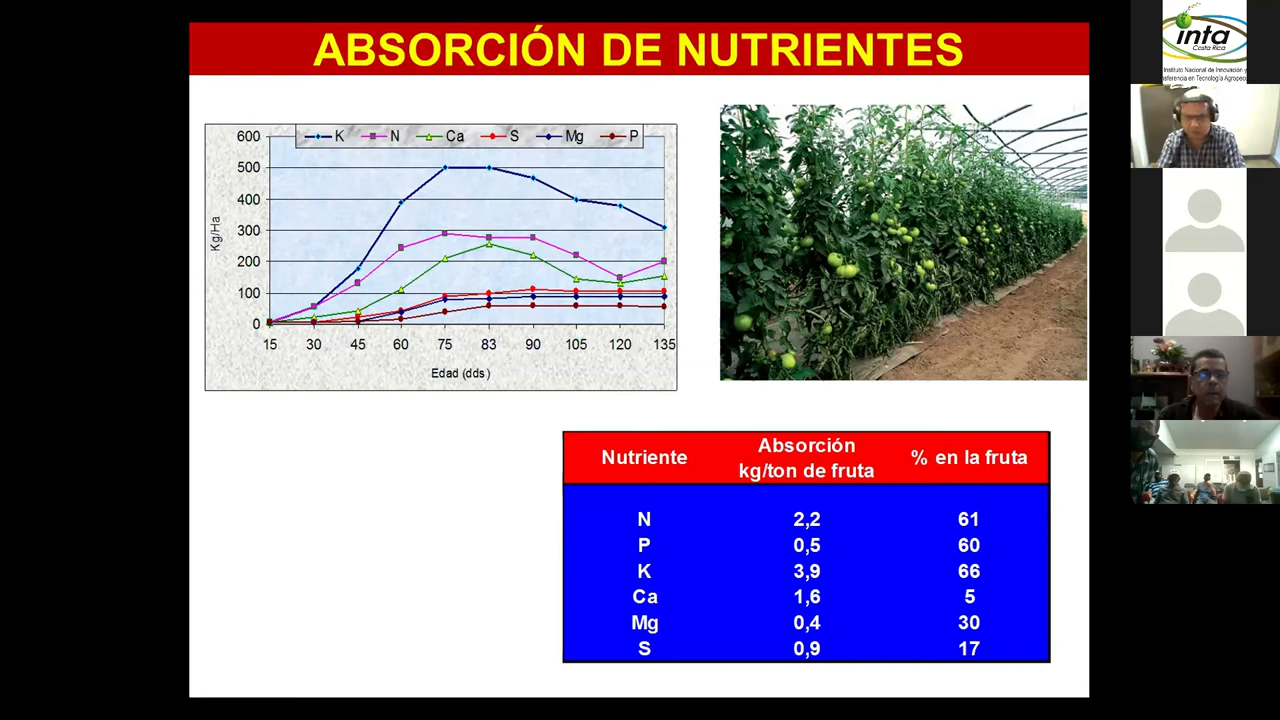 ABSORCIÓN DE NUTRIENTES
K N Ca S Mg P
600
500
400
300
200
100
0
Kg/Ha
15 30 45 60 75 83 90 105 120 135
Edad (dds)
Nutriente Absorción kg/ton de fruta % en la fruta
N 2,2 61
P 0,5 60
K 3,9 66
Ca 1,6 5
Mg 0,4 30
S 0,9 17
inta
Costa Rica
Instituto Nacional de Innovación y
sferencia en Tecnología Agropecu